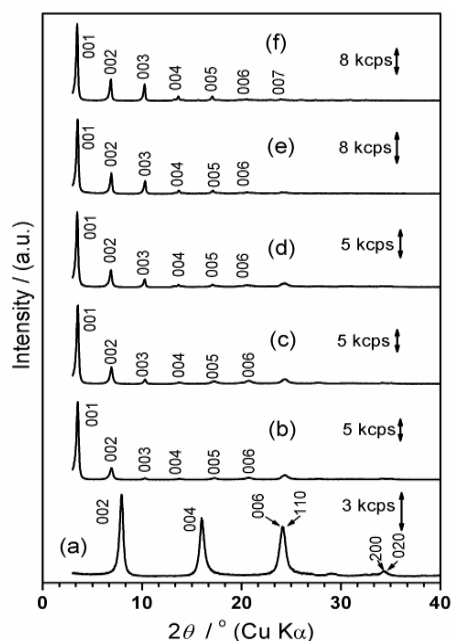 (f)
001 002 003 004 005 006 007
8 kcps
(e)
001 002 003 004 005 006
8 kcps
(d)
001 002 003 004 005 006
5 kcps
(c)
001 002 003 004 005 006
5 kcps
(b)
001 002 003 004 005 006
5 kcps
(a)
002 004 006 110 200 020
3 kcps
Intensity / (a.u.)
0 10 20 30 40
2θ / ° (Cu Kα)